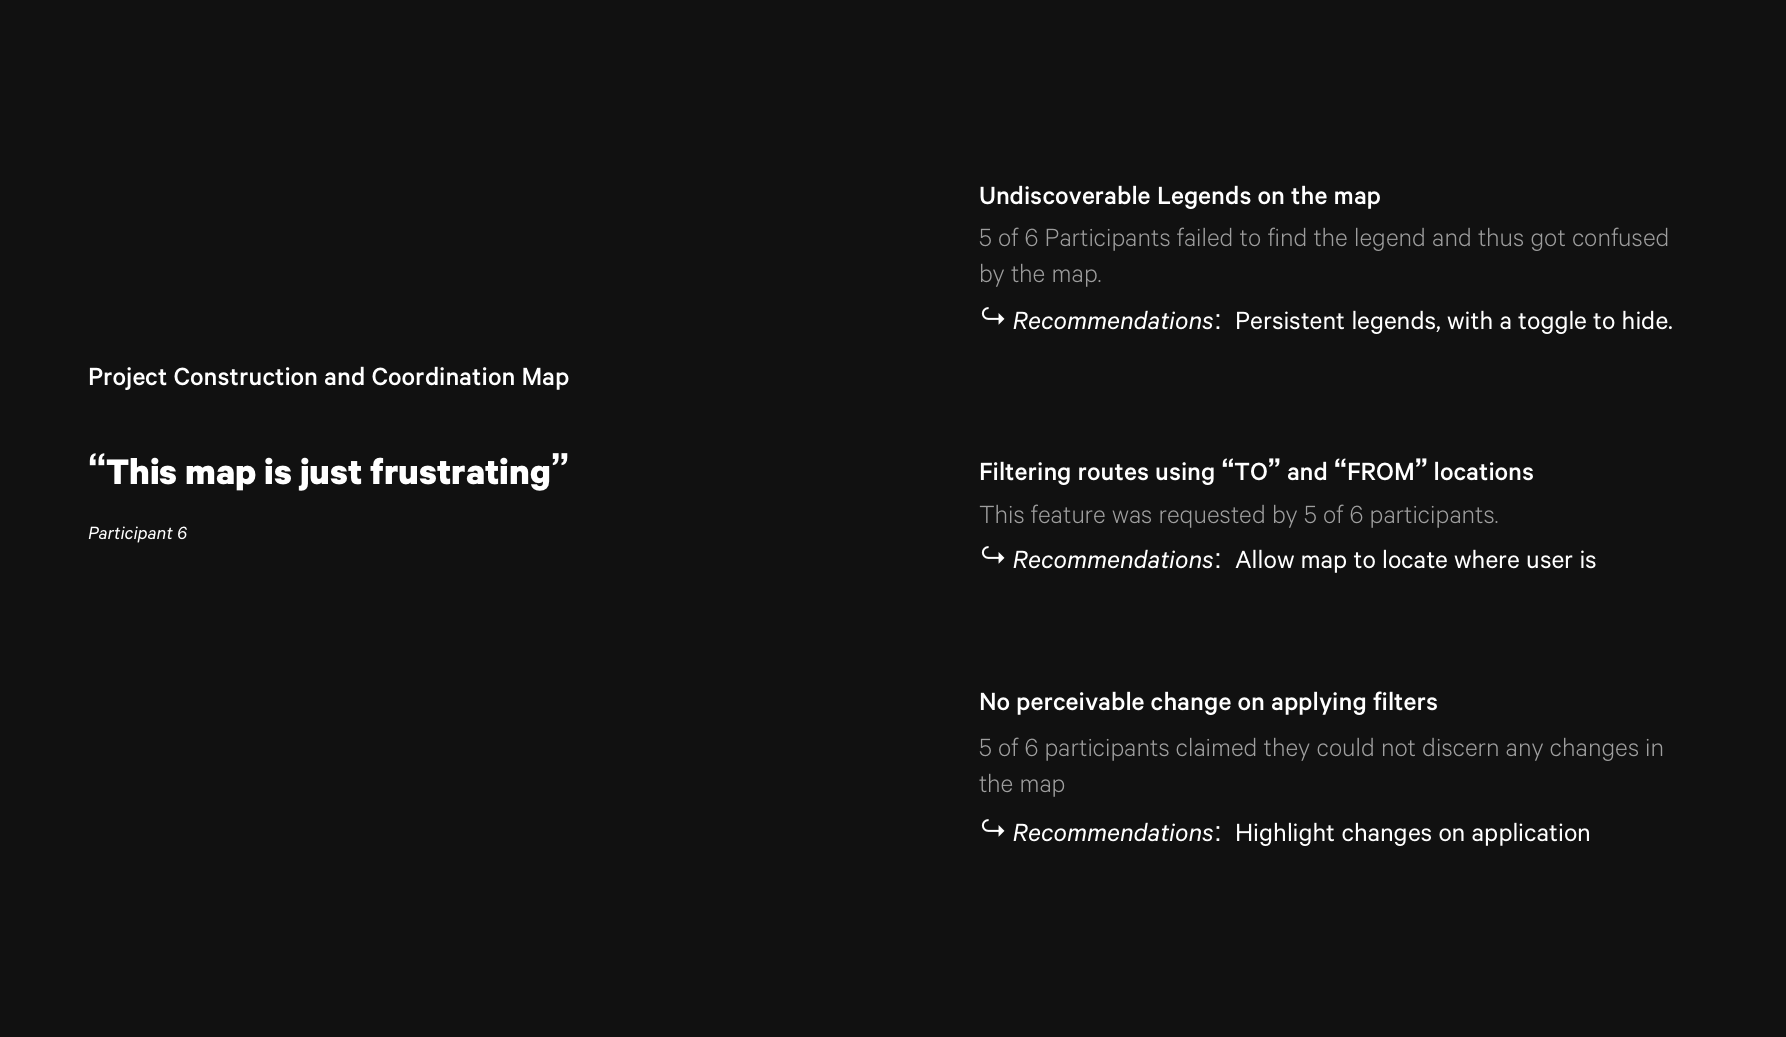 Project Construction and Coordination Map
“This map is just frustrating”
Participant 6
Undiscoverable Legends on the map
5 of 6 Participants failed to find the legend and thus got confused
by the map.
↪ Recommendations: Persistent legends, with a toggle to hide.
Filtering routes using “TO” and “FROM” locations
This feature was requested by 5 of 6 participants.
↪ Recommendations: Allow map to locate where user is
No perceivable change on applying filters
5 of 6 participants claimed they could not discern any changes in
the map
↪ Recommendations: Highlight changes on application